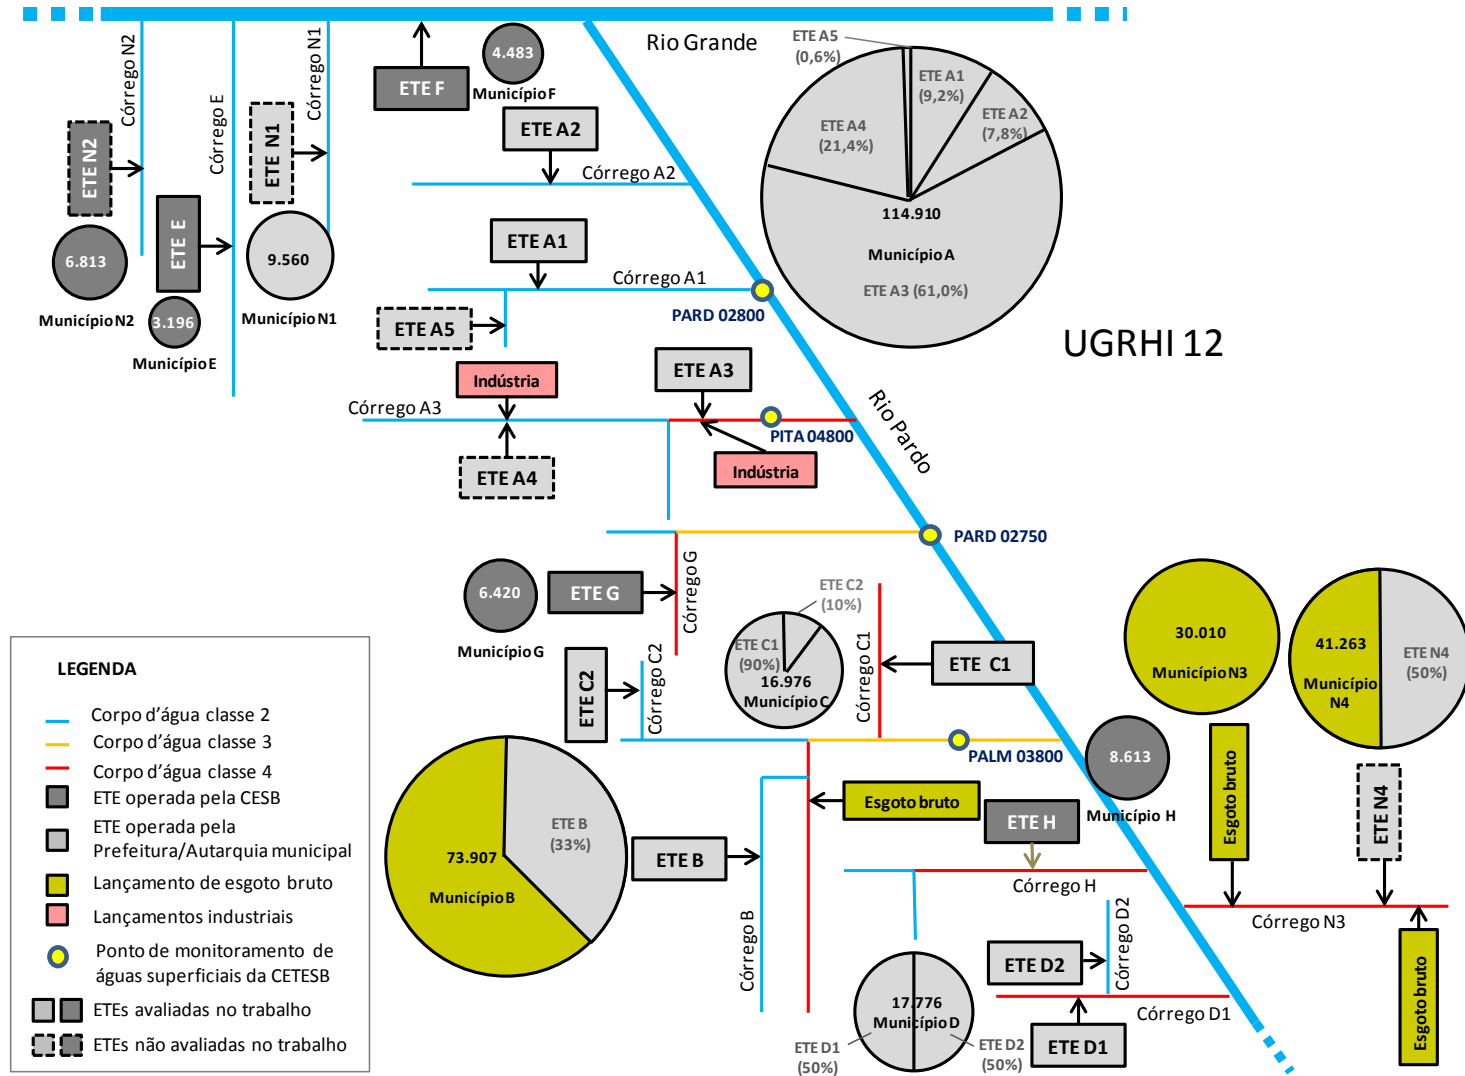 Rio Grande
Córrego N2
Córrego E
Córrego N1
ETE N2
ETE E
ETE N1
6.813
Município N2
3.196
Município E
9.560
Município N1
ETE F
4.483
Município F
ETE A2
Córrego A2
ETE A1
Córrego A1
ETE A5
PARD 02800
ETE A5
(0,6%)
ETE A1
(9,2%)
ETE A2
(7,8%)
ETE A4
(21,4%)
114.910
Município A
ETE A3 (61,0%)
UGRHI 12
Indústria
ETE A3
Córrego A3
PITA 04800
ETE A4
Indústria
Rio Pardo
PARD 02750
6.420
Município G
ETE G
Córrego G
ETE C2
Córrego C2
ETE C2
(10%)
ETE C1
(90%)
16.976
Município C
Córrego C1
ETE C1
PALM 03800
8.613
Município H
30.010
Município N3
41.263
Município
N4
ETE N4
(50%)
Esgoto bruto
ETE N4
Córrego N3
Esgoto bruto
73.907
Município B
ETE B
(33%)
ETE B
Córrego B
Esgoto bruto
ETE H
Córrego H
17.776
Município D
ETE D1
(50%)
ETE D2
(50%)
ETE D2
Córrego D2
Córrego D1
ETE D1
LEGENDA
Corpo d'água classe 2
Corpo d'água classe 3
Corpo d'água classe 4
ETE operada pela CESB
ETE operada pela
Prefeitura/Autarquia municipal
Lançamento de esgoto bruto
Lançamentos industriais
Ponto de monitoramento de
águas superficiais da CETESB
ETEs avaliadas no trabalho
ETEs não avaliadas no trabalho